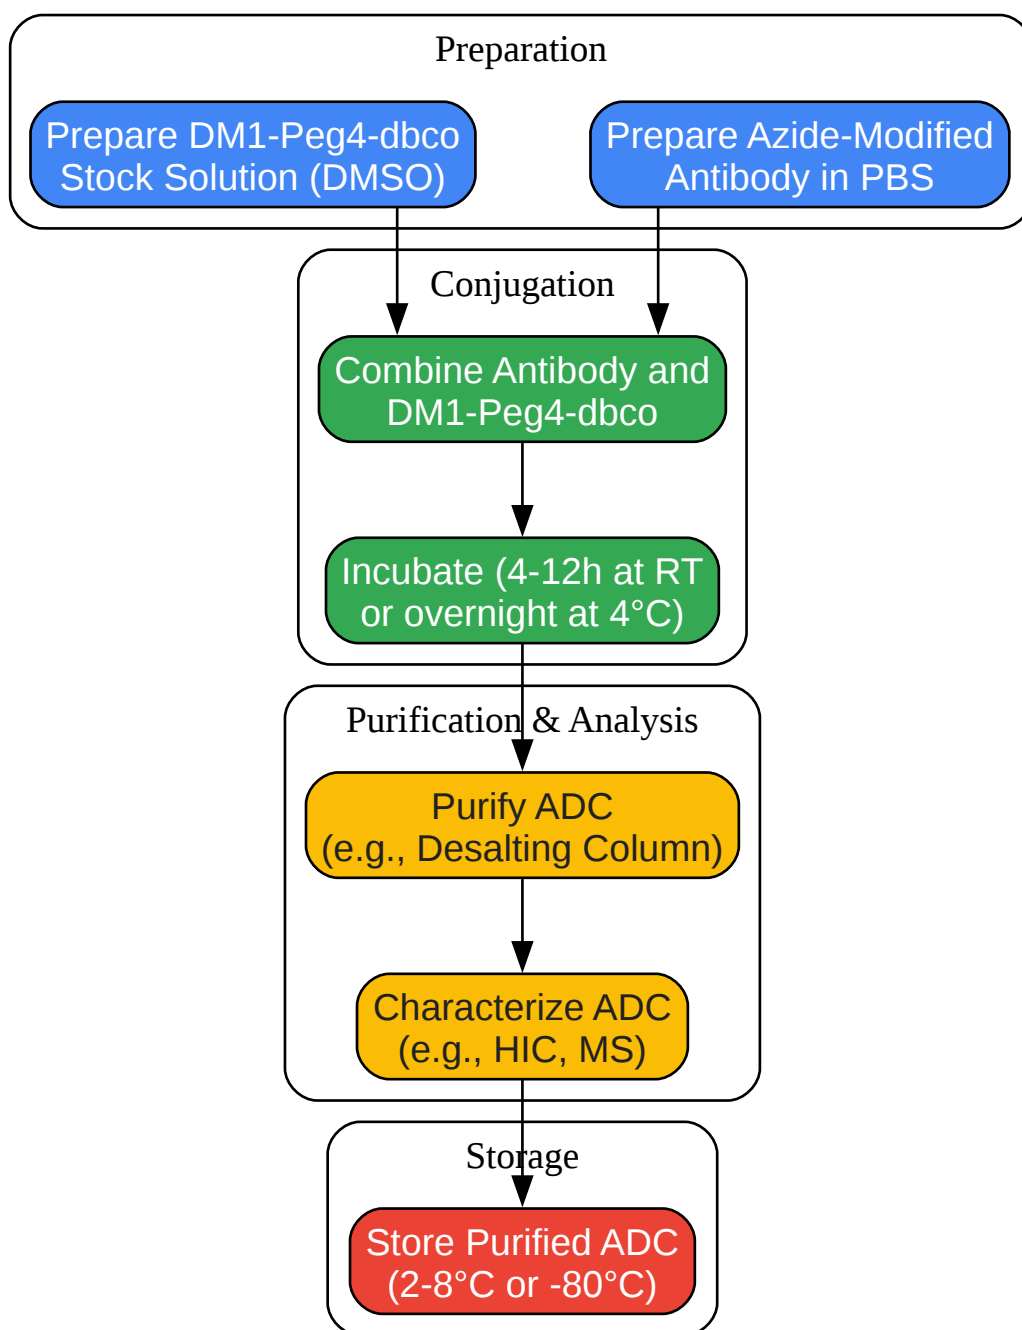 Preparation
Prepare DM1-Peg4-dbco
Stock Solution (DMSO)
Prepare Azide-Modified
Antibody in PBS
Conjugation
Combine Antibody and
DM1-Peg4-dbco
Incubate (4-12h at RT
or overnight at 4°C)
Purification & Analysis
Purify ADC
(e.g., Desalting Column)
Characterize ADC
(e.g., HIC, MS)
Storage
Store Purified ADC
(2-8°C or -80°C)